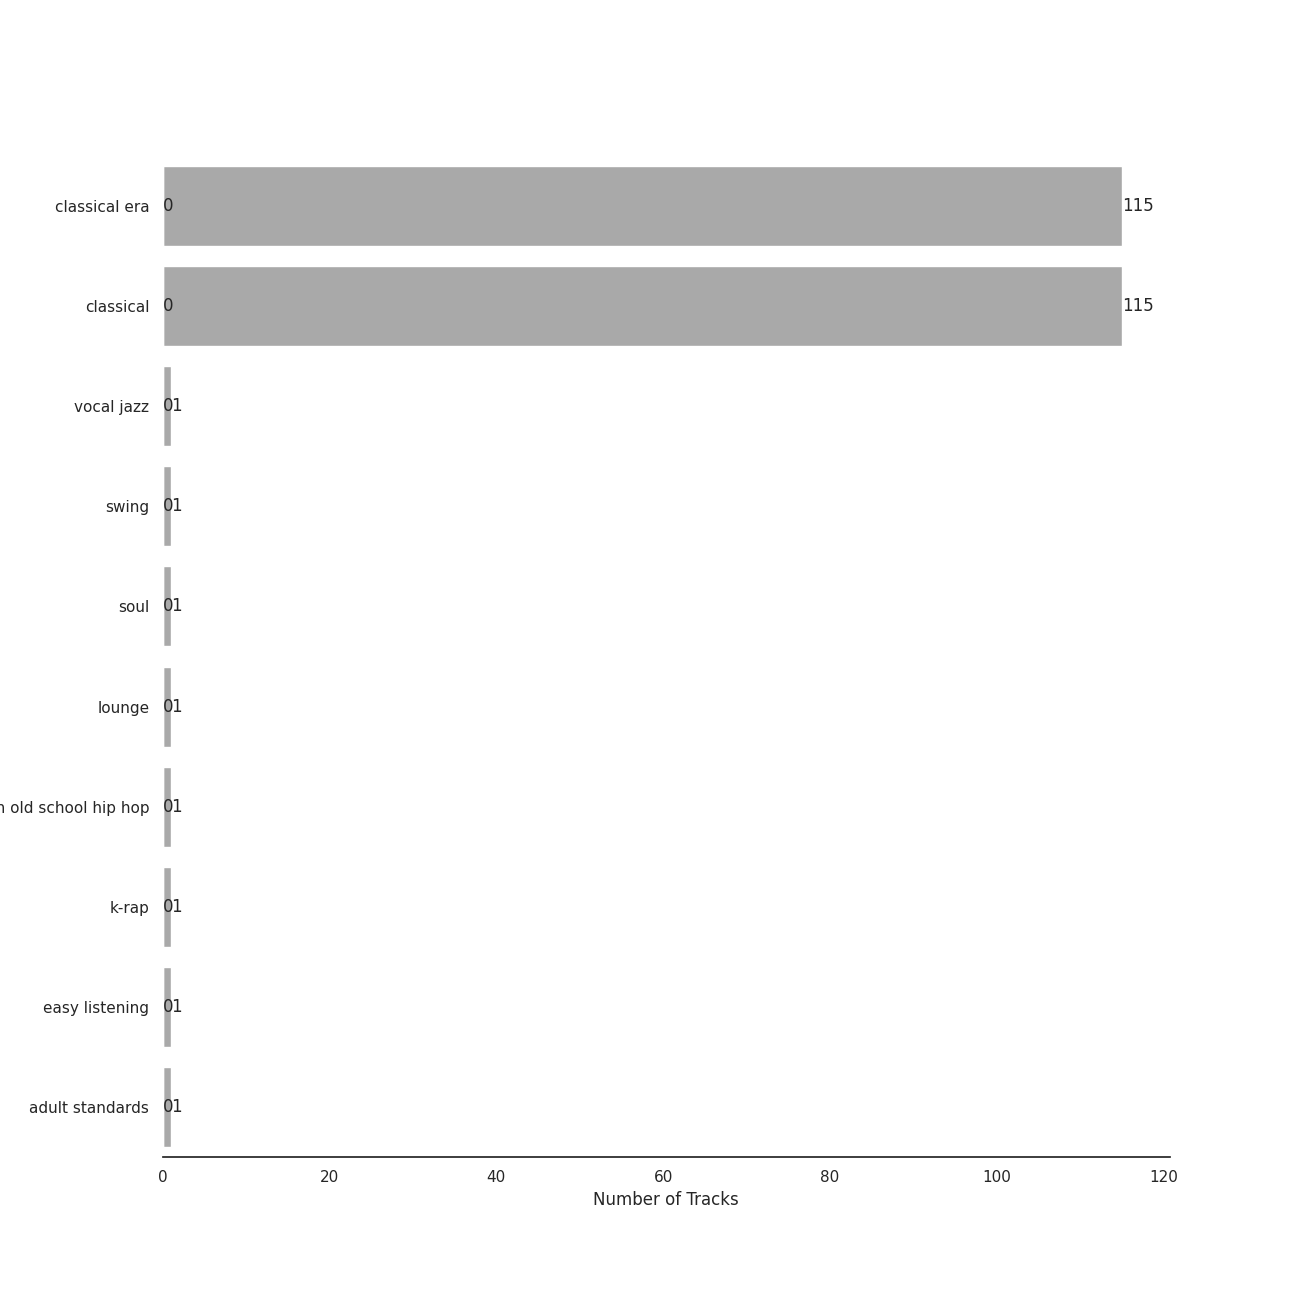 classical era 0 115
classical 0 115
vocal jazz 01
swing 01
soul 01
lounge 01
old school hip hop 01
k-rap 01
easy listening 01
adult standards 01
0 20 40 60 80 100 120
Number of Tracks